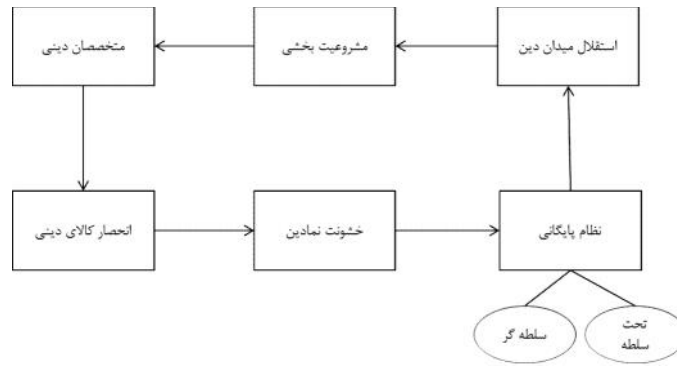 استقلال میدان دین
مشروعیت بخشی
متخصصان دینی
نظام پایگانی
خشونت نمادین
انحصار کالای دینی
تحت
سلطه
سلطه گر